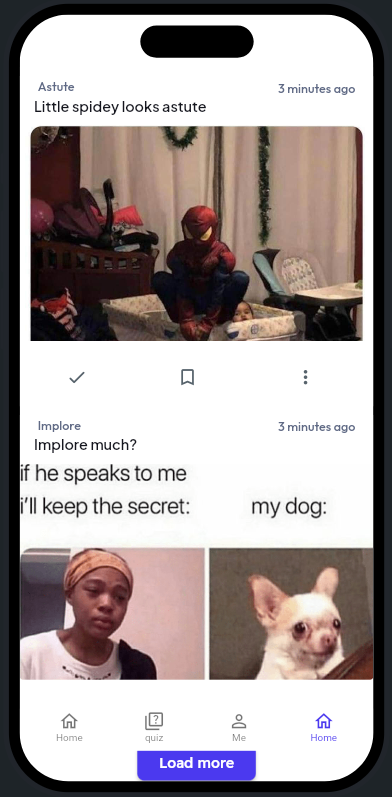 Astute
3 minutes ago
Little spidey looks astute
Implore
3 minutes ago
Implore much?
if he speaks to me
i'll keep the secret:
my dog:
Home
quiz
Me
Home
Load more